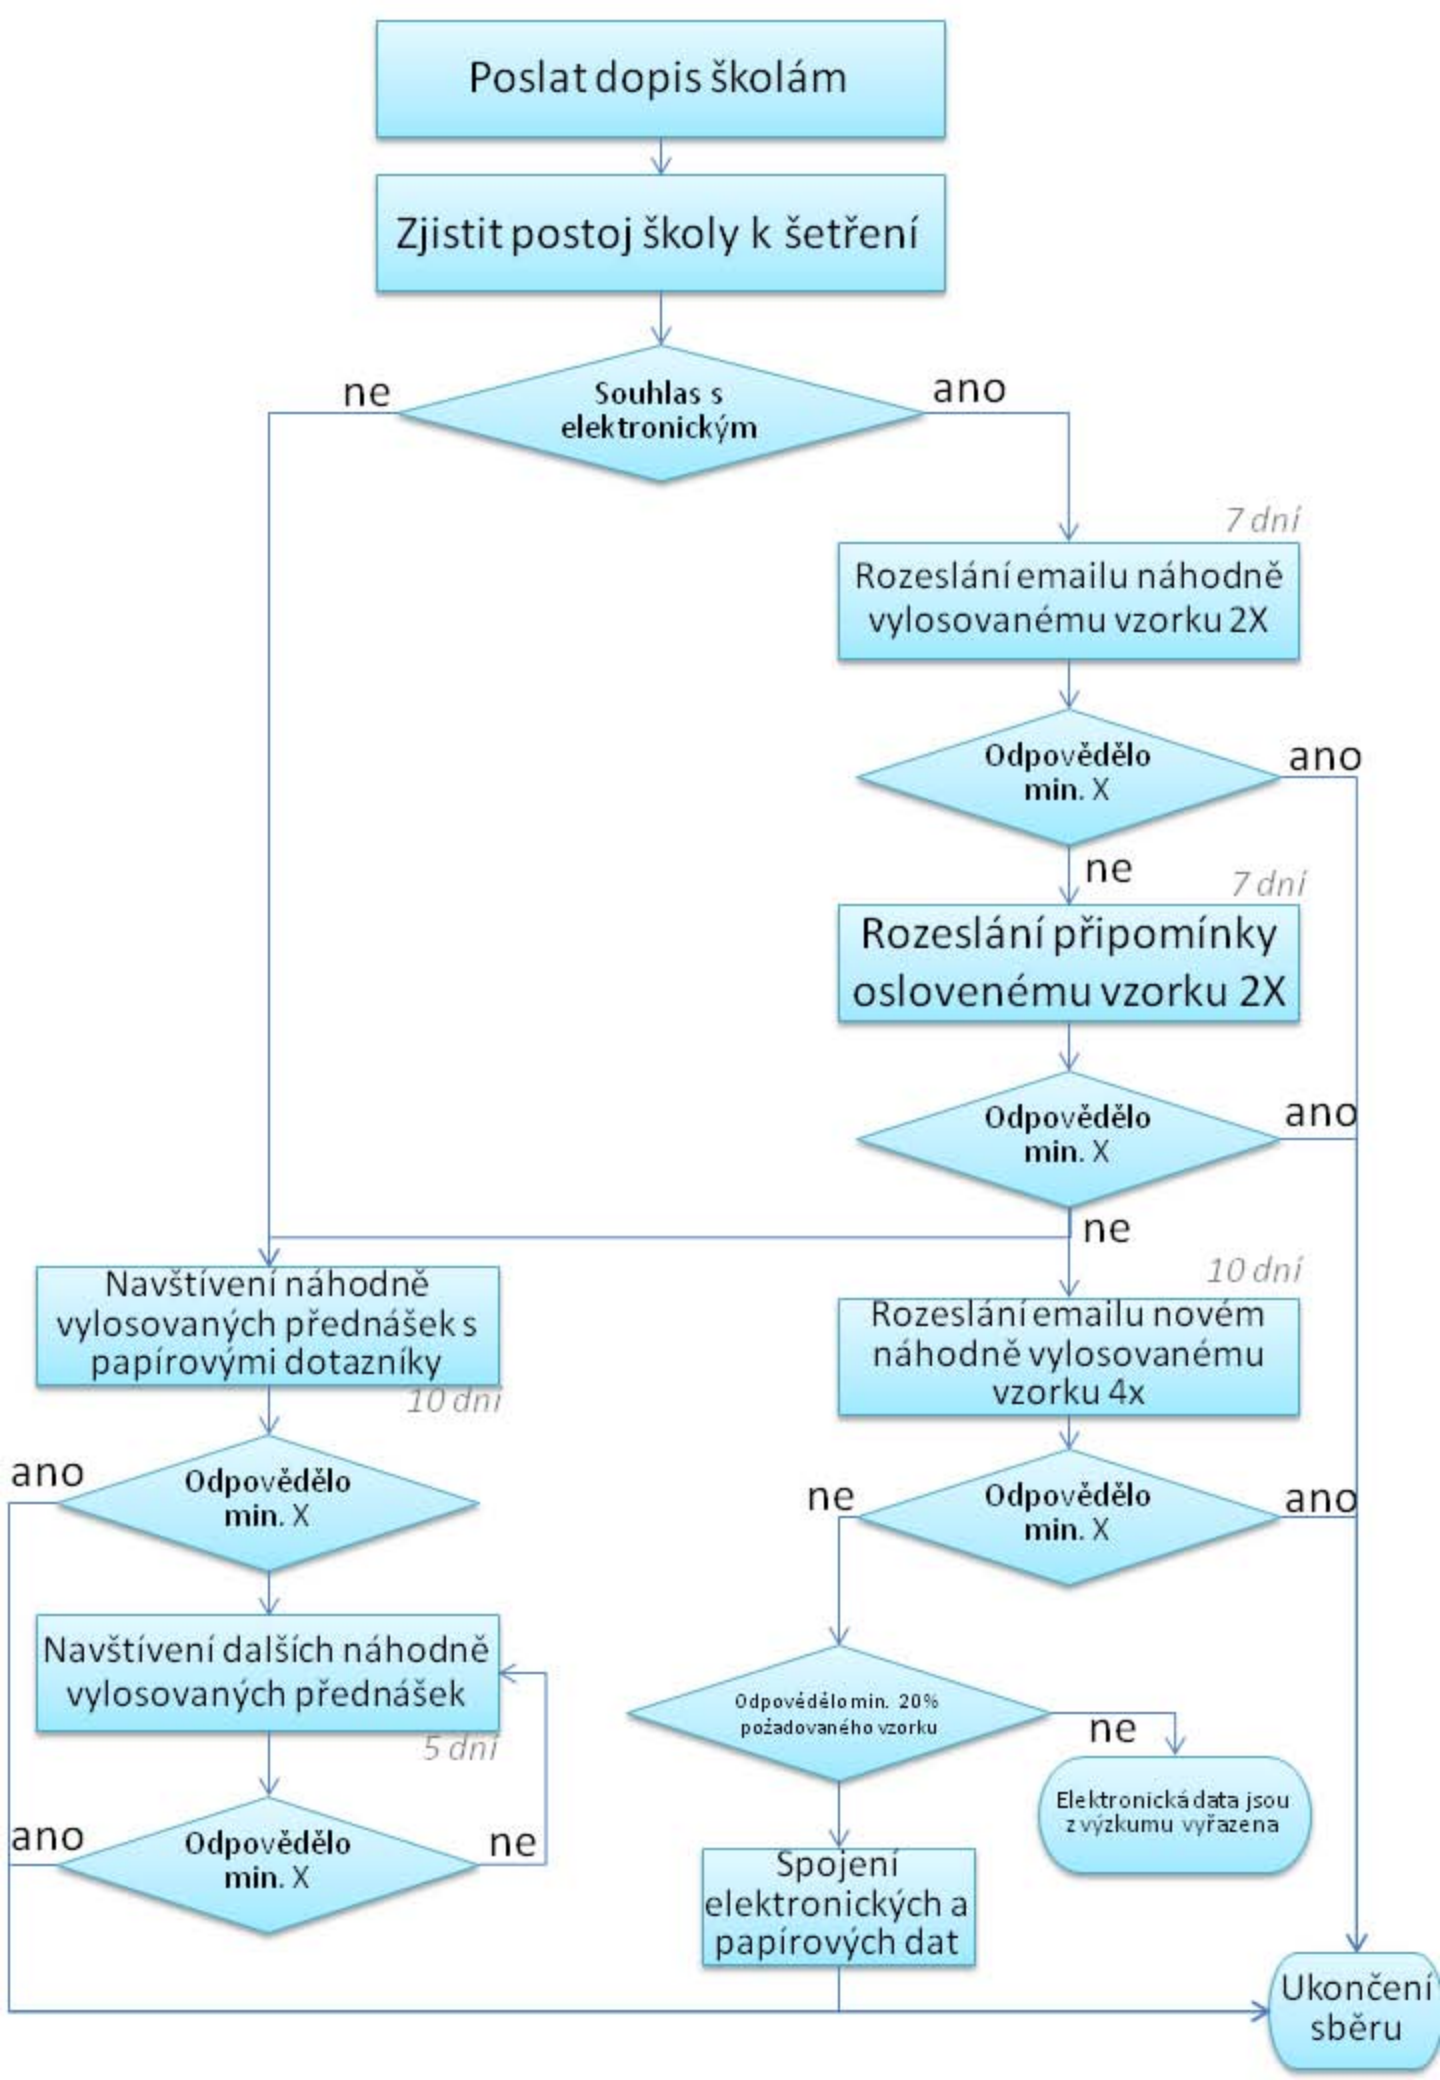 Poslat dopis školám
Zjistit postoj školy k šetření
Souhlas s
elektronickým
ne
ano
7 dní
Rozeslání emailu náhodně
vylosovanému vzorku 2X
Odpovědělo
min. X
ano
ne
7 dní
Rozeslání připomínky
oslovenému vzorku 2X
Odpovědělo
min. X
ano
ne
Navštívení náhodně
vylosovaných přednášek s
papírovými dotazníky
10 dní
10 dní
Rozeslání emailu novém
náhodně vylosovanému
vzorku 4x
ano
Odpovědělo
min. X
ne
Odpovědělo
min. X
ano
Navštívení dalších náhodně
vylosovaných přednášek
5 dní
Odpovědělo min. 20%
požadovaného vzorku
ne
Elektronická data jsou
z výzkumu vyřazena
ano
Odpovědělo
min. X
ne
Spojení
elektronických a
papírových dat
Ukončení
sběru